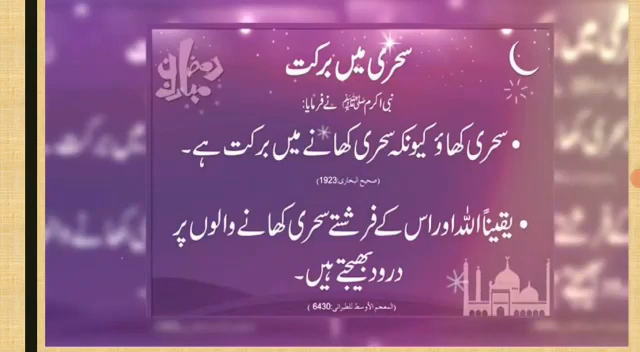 رمضان مبارک
سحری میں برکت
نبی اکرم ﷺ نے فرمایا:
• سحری کھاؤ کیونکہ سحری کھانے میں برکت ہے۔
(صحیح البخاری:1923)
• یقیناً اللہ اور اس کے فرشتے سحری کھانے والوں پر
درود بھیجتے ہیں۔
(المعجم الأوسط للطبرانی:6430)